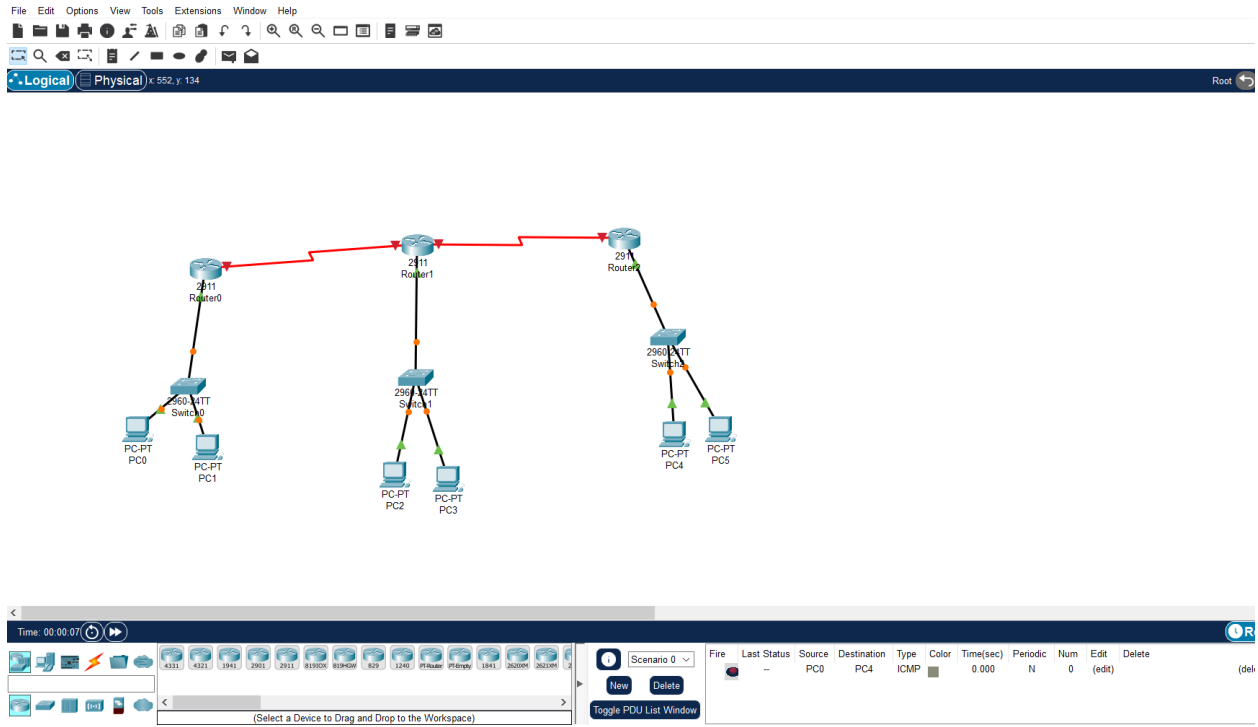 File Edit Options View Tools Extensions Window Help
Logical Physical x: 552, y: 134 Root
2911
Router0
2911
Router1
2911
Router2
2960-24TT
Switch0
2960-24TT
Switch1
2960-24TT
Switch2
PC-PT
PC0
PC-PT
PC1
PC-PT
PC2
PC-PT
PC3
PC-PT
PC4
PC-PT
PC5
Time: 00:00:07
4331 4321 1941 2901 2911 819IOX 819HGW 829 1240 PT-Router PT-Empty 1841 2620XM 2621XM 2
(Select a Device to Drag and Drop to the Workspace)
Scenario 0
New Delete
Toggle PDU List Window
Fire Last Status Source Destination Type Color Time(sec) Periodic Num Edit Delete
-- PC0 PC4 ICMP 0.000 N 0 (edit) (dele